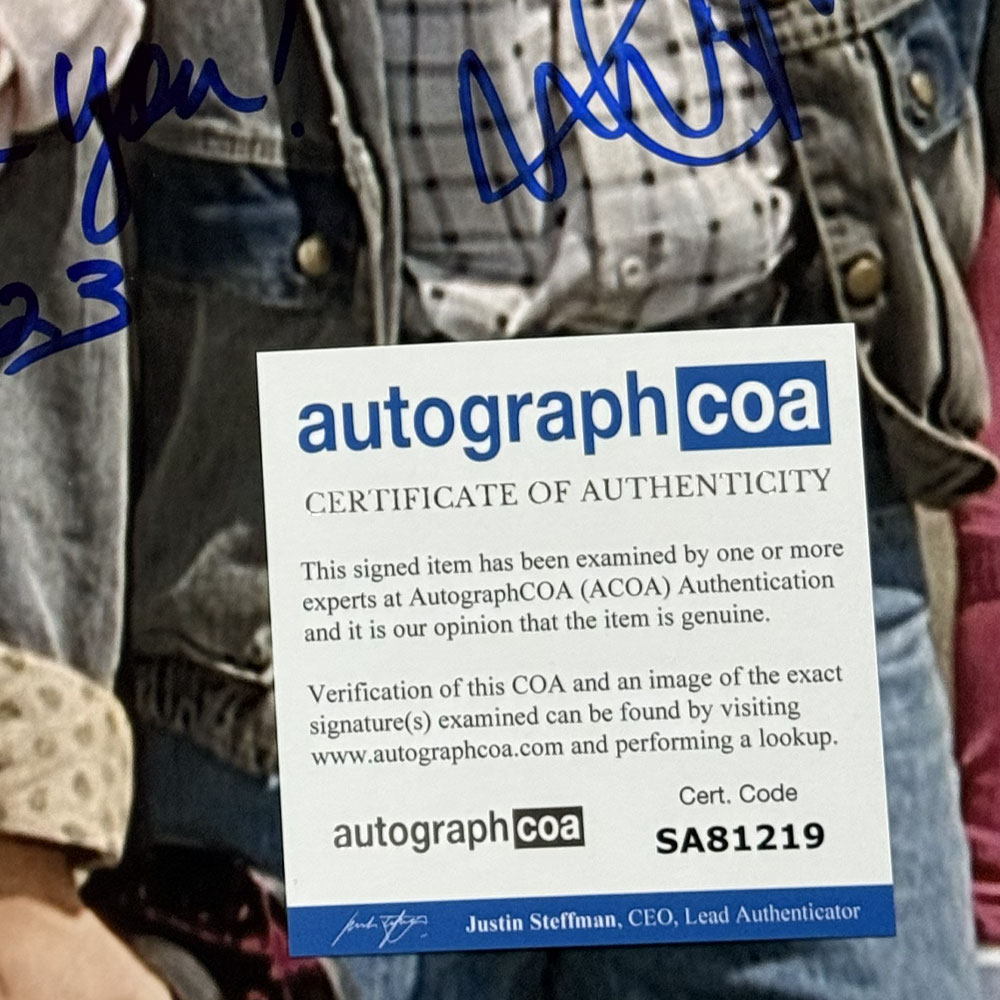 you!
23
autograph coa
CERTIFICATE OF AUTHENTICITY
This signed item has been examined by one or more
experts at AutographCOA (ACOA) Authentication
and it is our opinion that the item is genuine.
Verification of this COA and an image of the exact
signature(s) examined can be found by visiting
www.autographcoa.com and performing a lookup.
autograph coa
Cert. Code
SA81219
Justin Steffman, CEO, Lead Authenticator